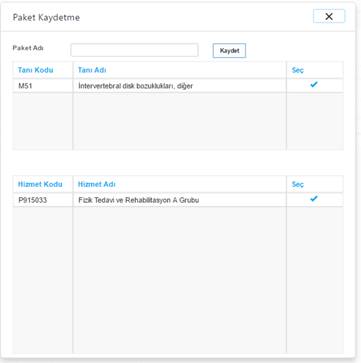 Paket Kaydetme
Paket Adı Kaydet
Tanı Kodu Tanı Adı Seç
M51 İntervertebral disk bozuklukları, diğer
Hizmet Kodu Hizmet Adı Seç
P915033 Fizik Tedavi ve Rehabilitasyon A Grubu